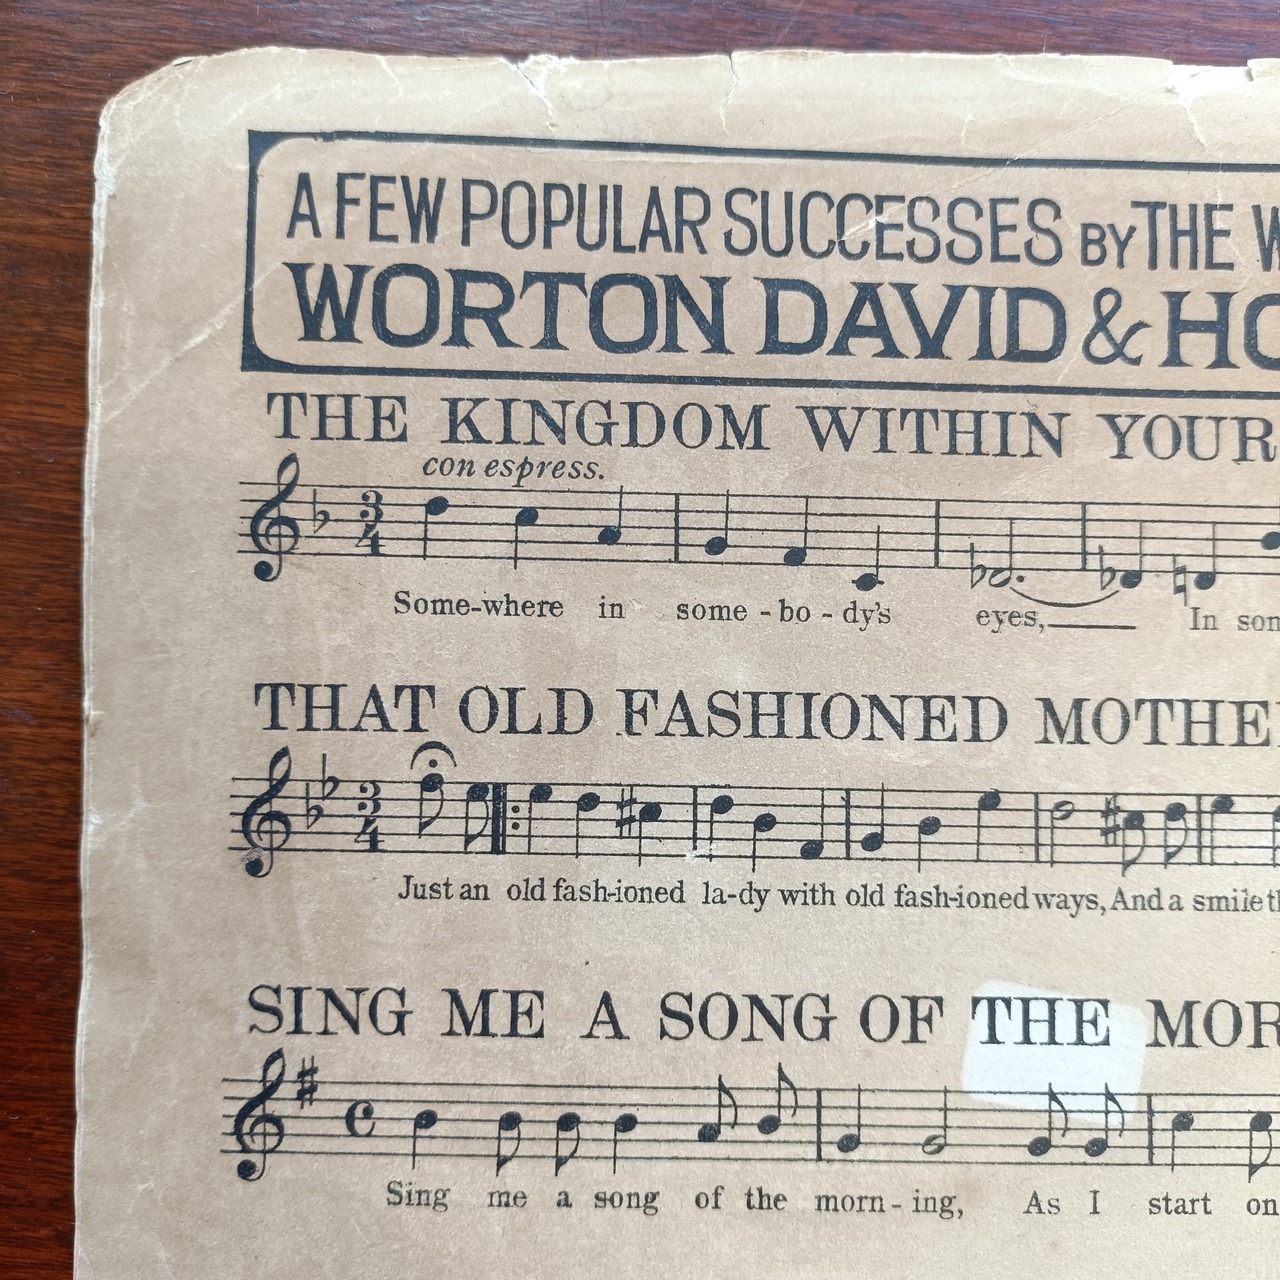 A FEW POPULAR SUCCESSES BY THE
WORTON DAVID &
THE KINGDOM WITHIN YOUR
con espress.
Some-where in some - bo - dy's eyes, In
THAT OLD FASHIONED
Just an old fash-ioned la-dy with old fash-ioned ways, And a smile
SING ME A SONG OF THE
Sing me a song of the morn - ing, As I start on